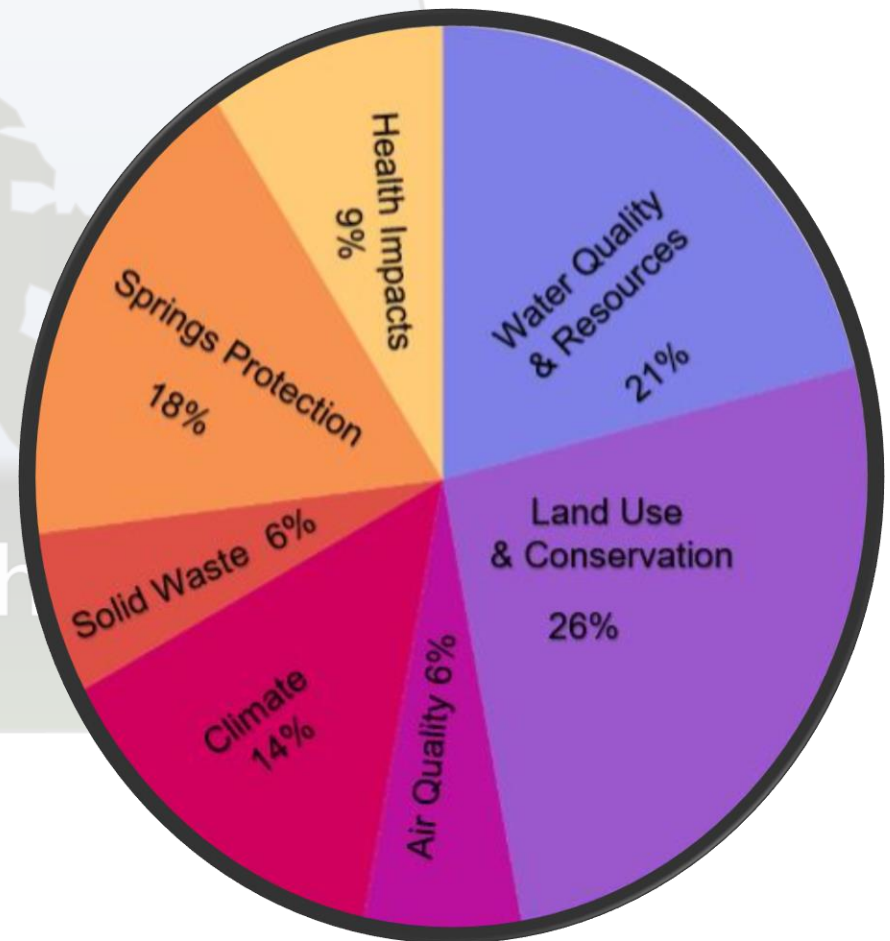 Health Impacts
9%
Water Quality
& Resources
21%
Springs Protection
18%
Land Use
& Conservation
26%
Solid Waste 6%
Climate
14%
Air Quality 6%
h